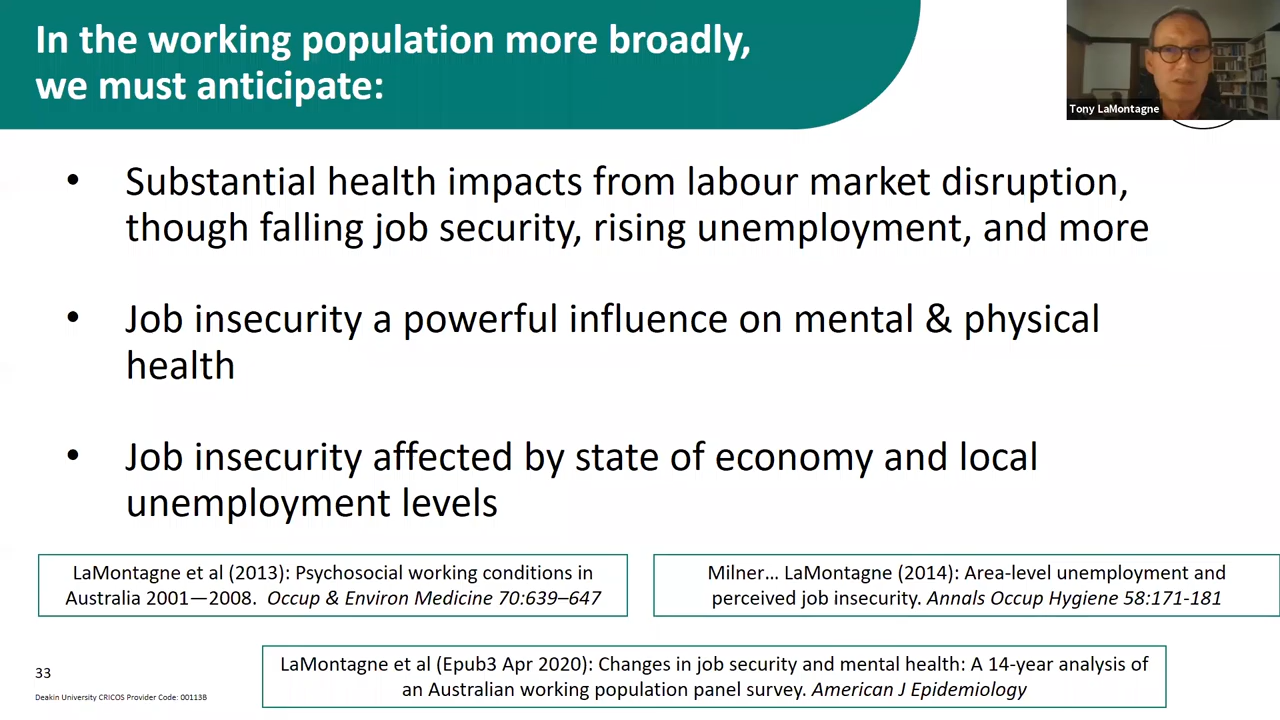 In the working population more broadly,
we must anticipate:
Tony LaMontagne
• Substantial health impacts from labour market disruption,
though falling job security, rising unemployment, and more
• Job insecurity a powerful influence on mental & physical
health
• Job insecurity affected by state of economy and local
unemployment levels
LaMontagne et al (2013): Psychosocial working conditions in
Australia 2001—2008. Occup & Environ Medicine 70:639–647
Milner… LaMontagne (2014): Area-level unemployment and
perceived job insecurity. Annals Occup Hygiene 58:171-181
LaMontagne et al (Epub3 Apr 2020): Changes in job security and mental health: A 14-year analysis of
an Australian working population panel survey. American J Epidemiology
33
Deakin University CRICOS Provider Code: 00113B